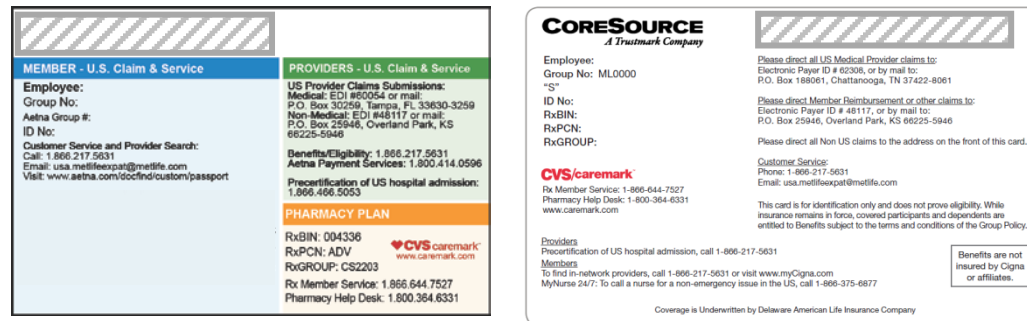 MEMBER - U.S. Claim & Service
Employee:
Group No:
Aetna Group #:
ID No:
Customer Service and Provider Search:
Call: 1.866.217.5631
Email: usa.metlifeexpat@metlife.com
Visit: www.aetna.com/docfind/custom/passport
PROVIDERS - U.S. Claim & Service
US Provider Claims Submissions:
Medical: EDI #60054 or mail:
P.O. Box 30259, Tampa, FL 33630-3259
Non-Medical: EDI #48117 or mail:
P.O. Box 25946, Overland Park, KS
66225-5946
Benefits/Eligibility: 1.866.217.5631
Aetna Payment Services: 1.800.414.0596
Precertification of US hospital admission:
1.866.466.5053
PHARMACY PLAN
RxBIN: 004336
RxPCN: ADV
RxGROUP: CS2203
CVS caremark
www.caremark.com
Rx Member Service: 1.866.644.7527
Pharmacy Help Desk: 1.800.364.6331
CORESOURCE
A Trustmark Company
Employee:
Group No: ML0000
"S"
ID No:
RxBIN:
RxPCN:
RxGROUP:
CVS/caremark
Rx Member Service: 1-866-644-7527
Pharmacy Help Desk: 1-800-364-6331
www.caremark.com
Please direct all US Medical Provider claims to:
Electronic Payer ID # 62308, or by mail to:
P.O. Box 188061, Chattanooga, TN 37422-8061
Please direct Member Reimbursement or other claims to:
Electronic Payer ID # 48117, or by mail to:
P.O. Box 25946, Overland Park, KS 66225-5946
Please direct all Non US claims to the address on the front of this card.
Customer Service:
Phone: 1-866-217-5631
Email: usa.metlifeexpat@metlife.com
This card is for identification only and does not prove eligibility. While
insurance remains in force, covered participants and dependents are
entitled to Benefits subject to the terms and conditions of the Group Policy.
Providers
Precertification of US hospital admission, call 1-866-217-5631
Members
To find in-network providers, call 1-866-217-5631 or visit www.myCigna.com
MyNurse 24/7: To call a nurse for a non-emergency issue in the US, call 1-866-375-6877
Benefits are not
insured by Cigna
or affiliates.
Coverage is Underwritten by Delaware American Life Insurance Company